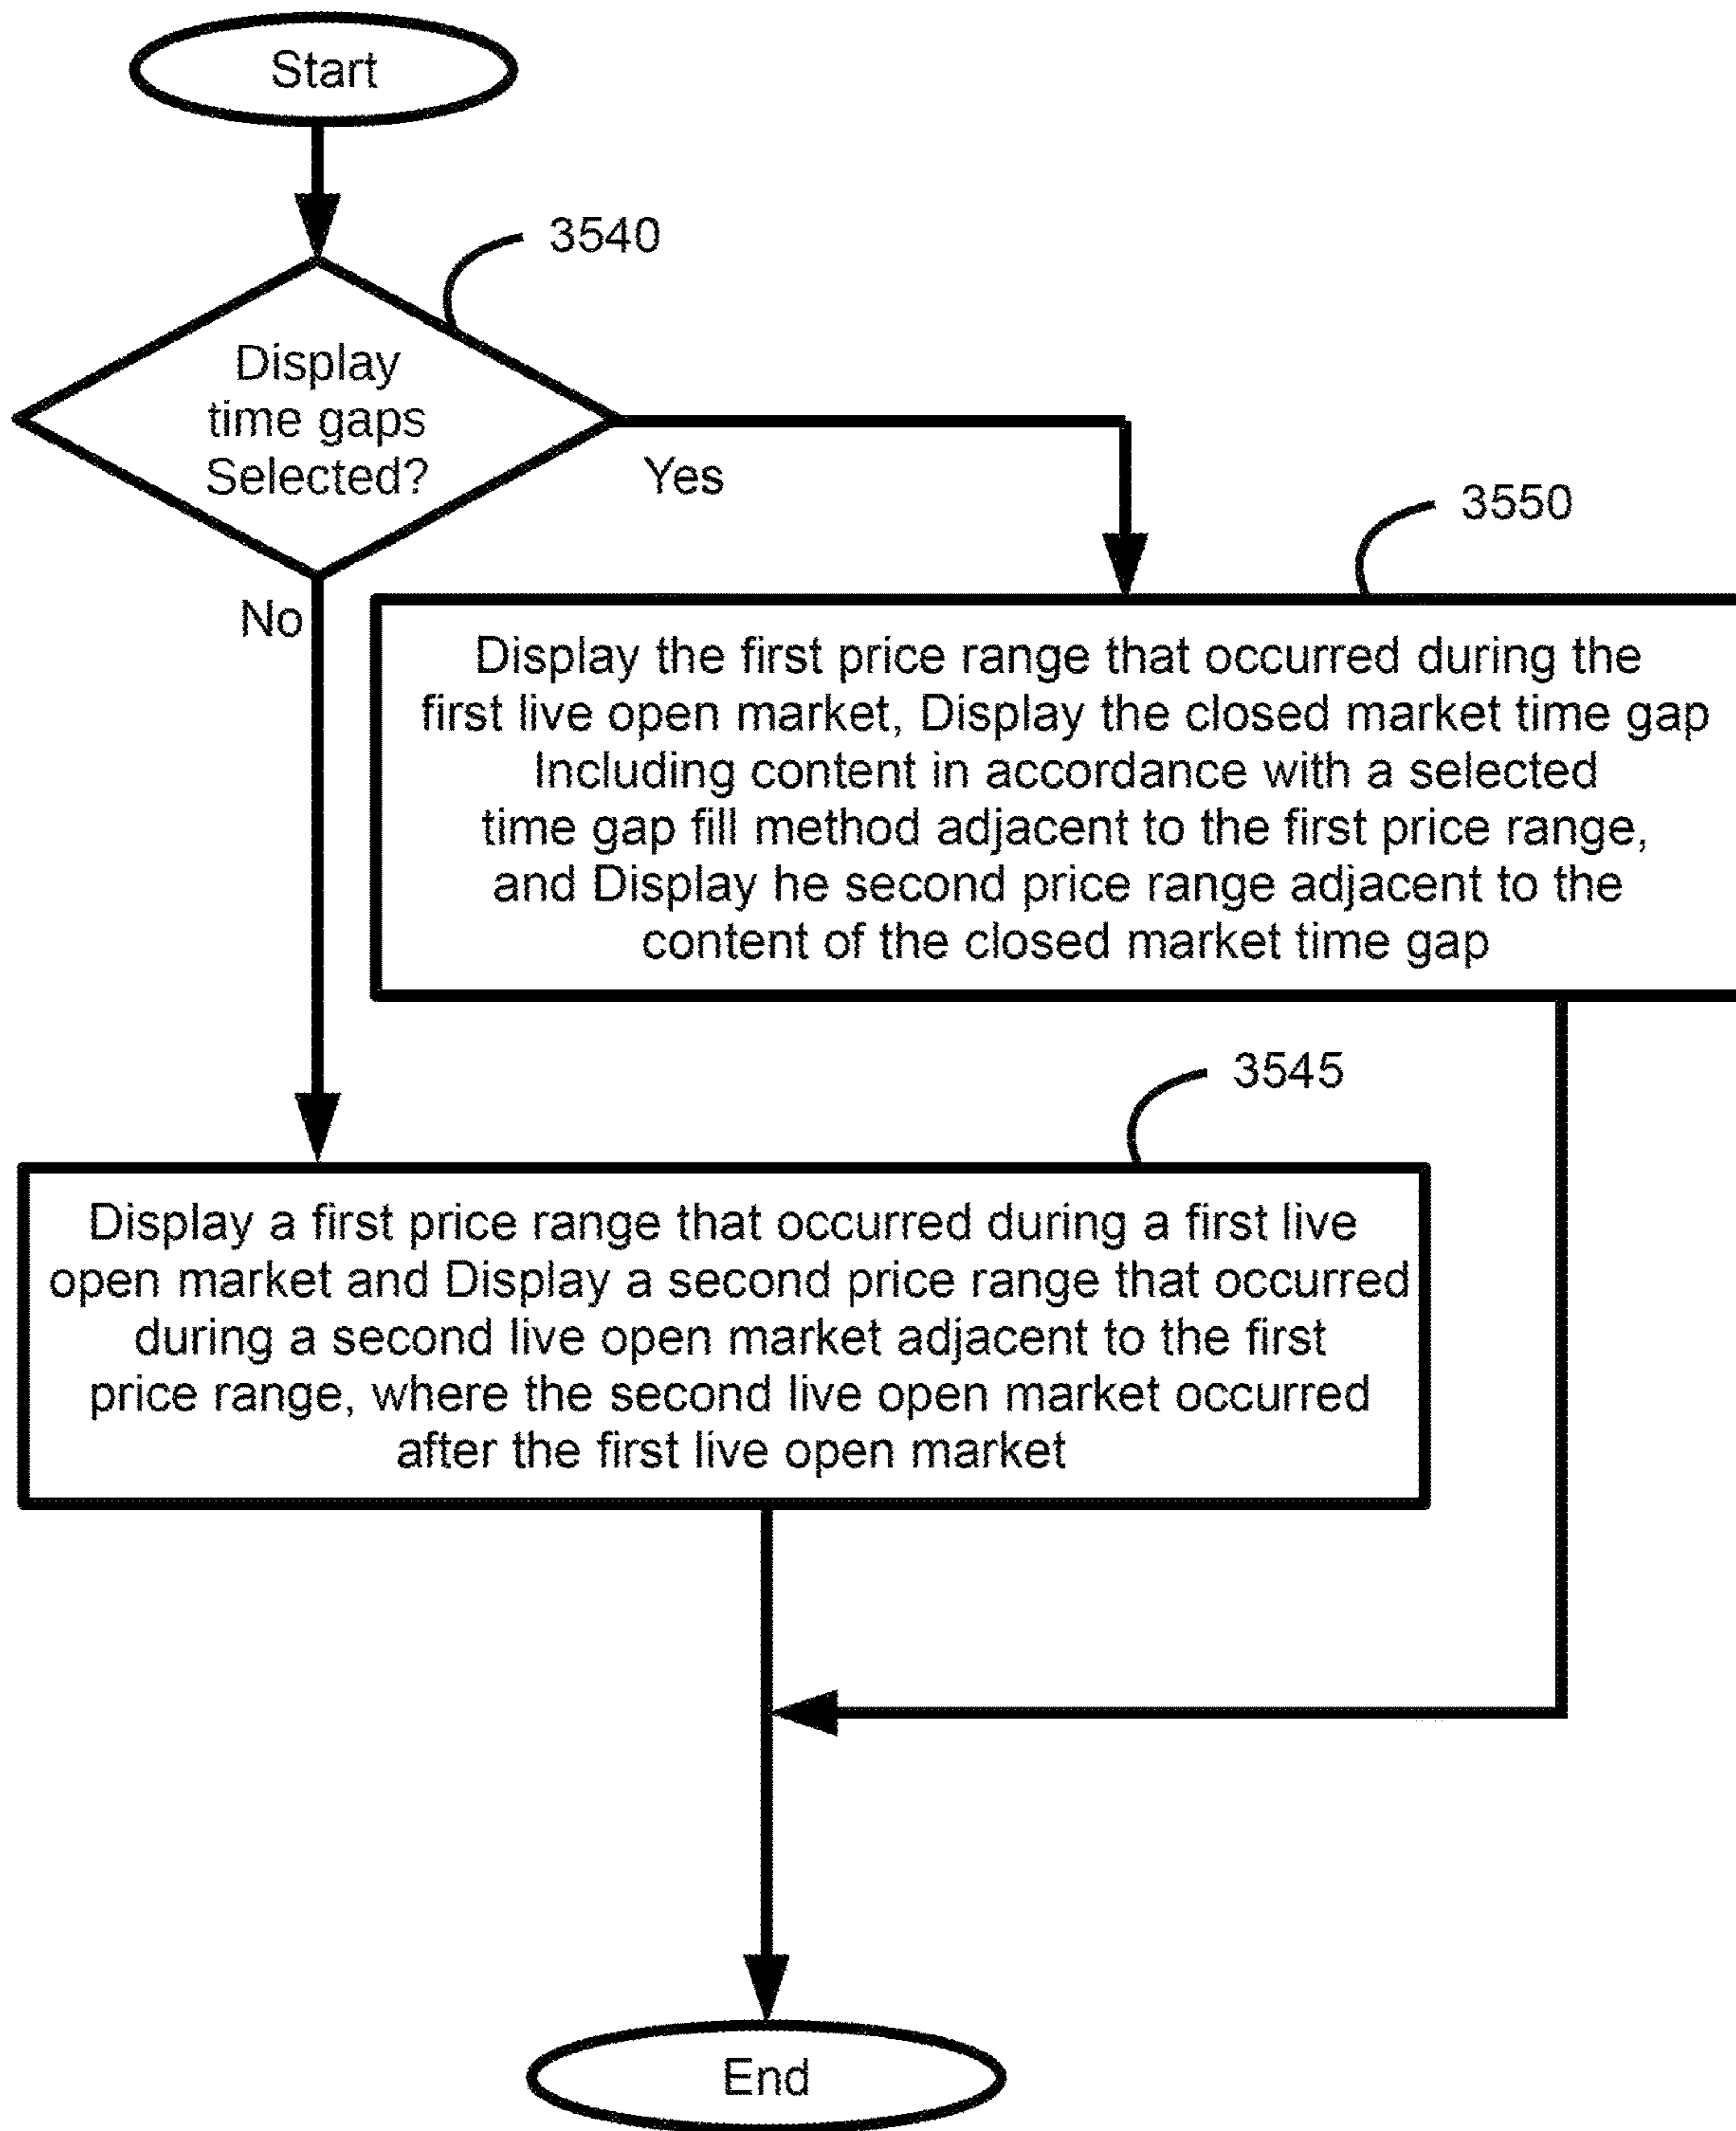 Start
3540
Display
time gaps
Selected?
Yes
No
3550
Display the first price range that occurred during the
first live open market, Display the closed market time gap
Including content in accordance with a selected
time gap fill method adjacent to the first price range,
and Display he second price range adjacent to the
content of the closed market time gap
3545
Display a first price range that occurred during a first live
open market and Display a second price range that occurred
during a second live open market adjacent to the first
price range, where the second live open market occurred
after the first live open market
End